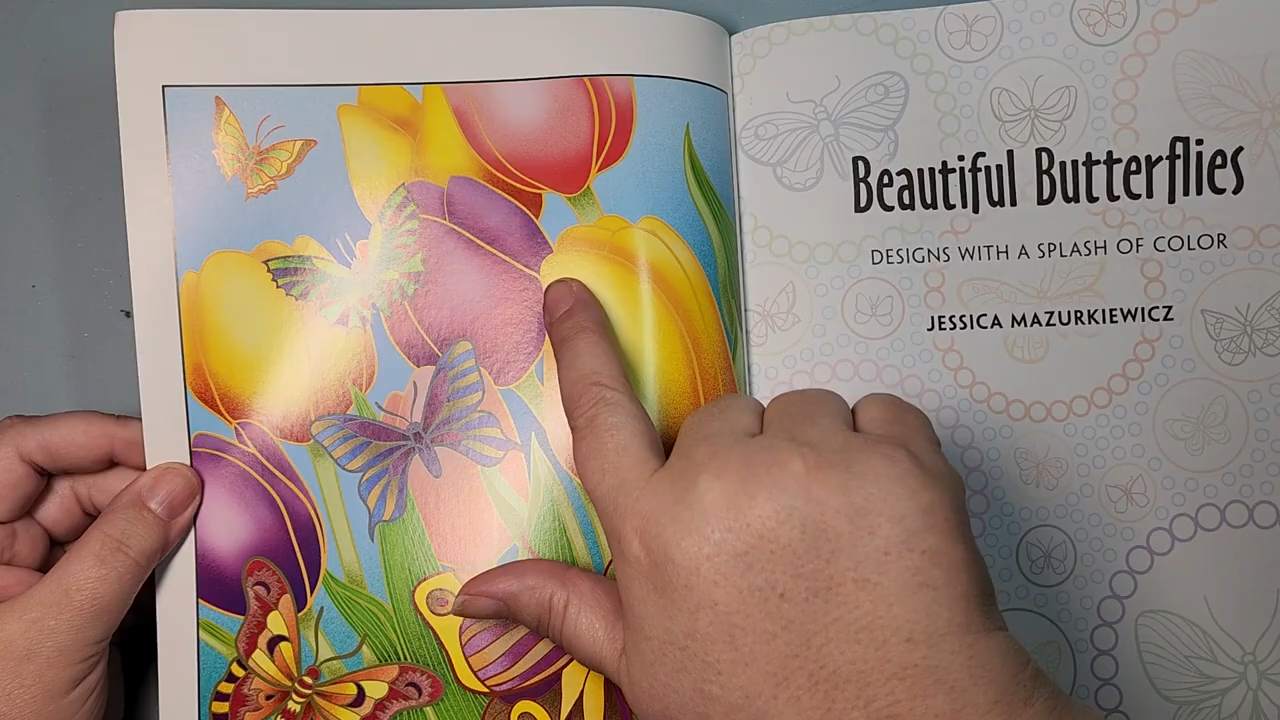 Beautiful Butterflies
DESIGNS WITH A SPLASH OF COLOR
JESSICA MAZURKIEWICZ